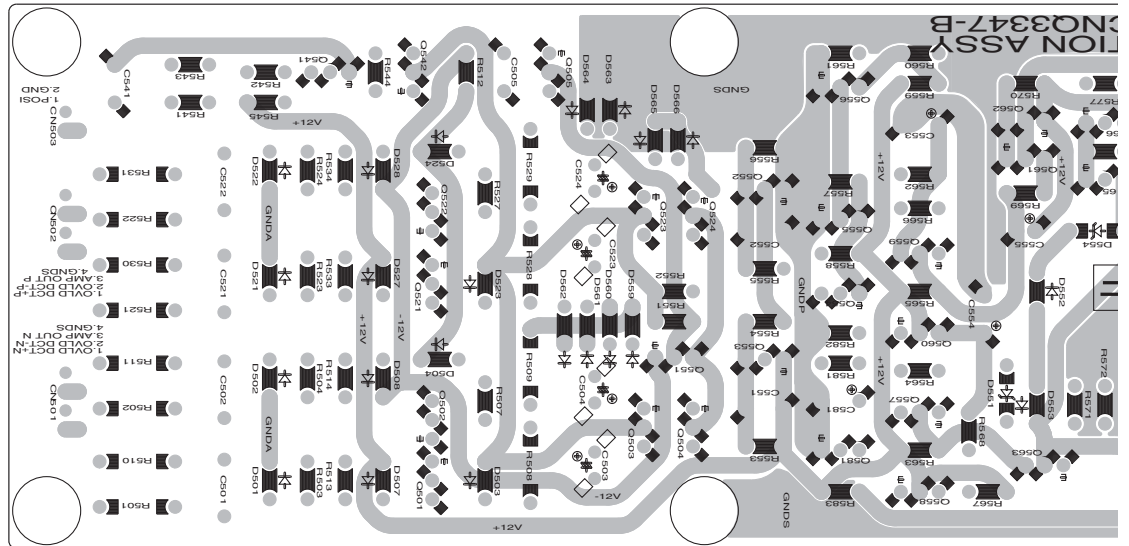 CNQ3347-B
TION ASSY
C541
R543
R541
R542
R545
Q541
R544
Q542
R512
C505
Q505
D564
D563
D565
D566
GNDS
R561
R560
R559
Q556
C553
R570
R577
Q562
Q561
1.POSI
2.GND
CN503
+12V
R531
C522
D522
R524
R534
D528
D524
R527
R529
C524
R556
Q552
R557
R562
+12V
+12V
R569
R522
CN502
GNDA
Q522
Q523
Q524
C552
Q555
R566
C555
D554
R530
4.GNDS
3.AMP OUT P
2.OVLD DCT-P
1.OVLD DCT+P
C521
D521
R523
R533
D527
Q521
D523
R528
C523
R552
R555
R558
Q559
D552
R521
+12V
-12V
D562
D561
D560
D559
R551
GNDP
R554
R565
C554
4.GNDS
3.AMP OUT N
2.OVLD DCT-N
1.OVLD DCT+N
R582
Q560
R511
C502
D502
R504
R514
D508
D504
R509
Q551
Q553
R581
+12V
R554
D551
D553
R571
R572
CN501
R502
GNDA
Q502
R507
C504
Q503
Q504
C551
C581
Q557
R568
R510
C501
D501
R503
R513
D507
Q501
D503
R508
C503
R553
Q581
R563
Q563
R501
-12V
+12V
GNDS
R583
Q558
R567